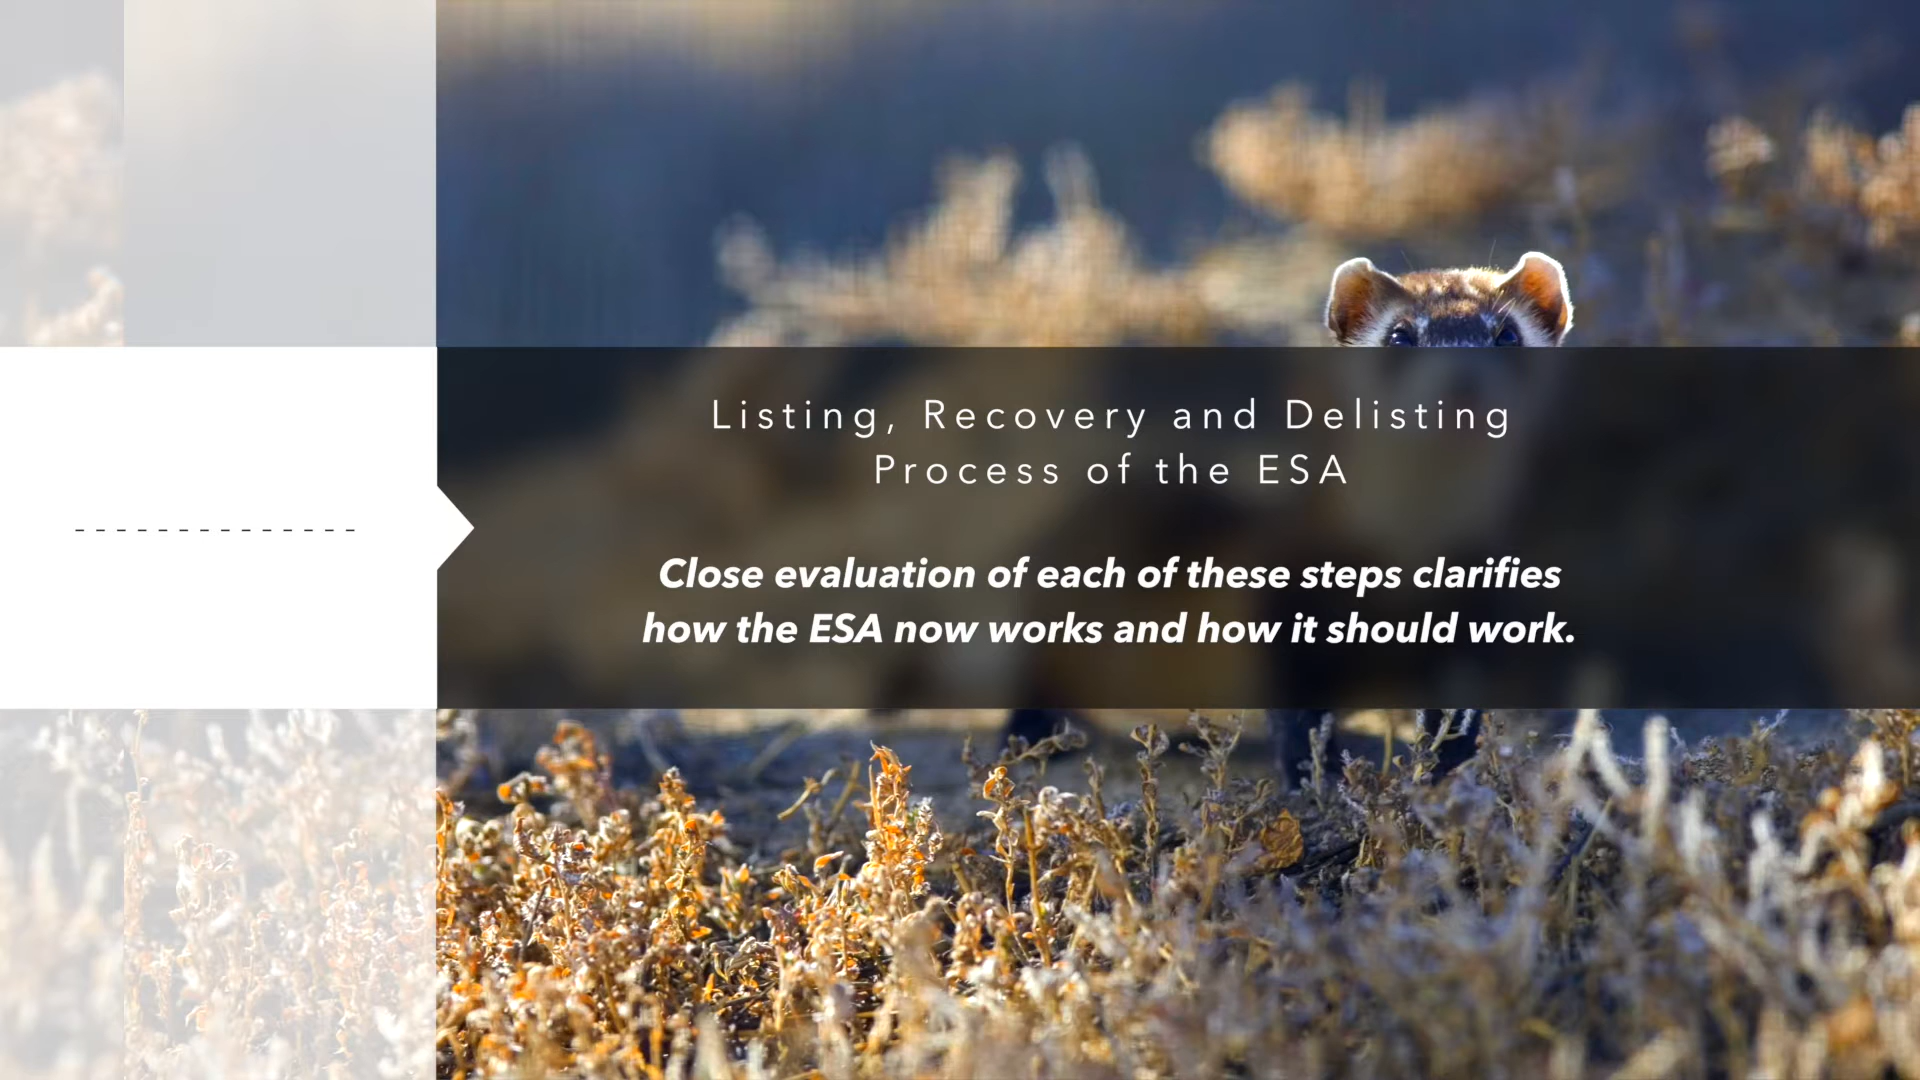 Listing, Recovery and Delisting
Process of the ESA
Close evaluation of each of these steps clarifies
how the ESA now works and how it should work.